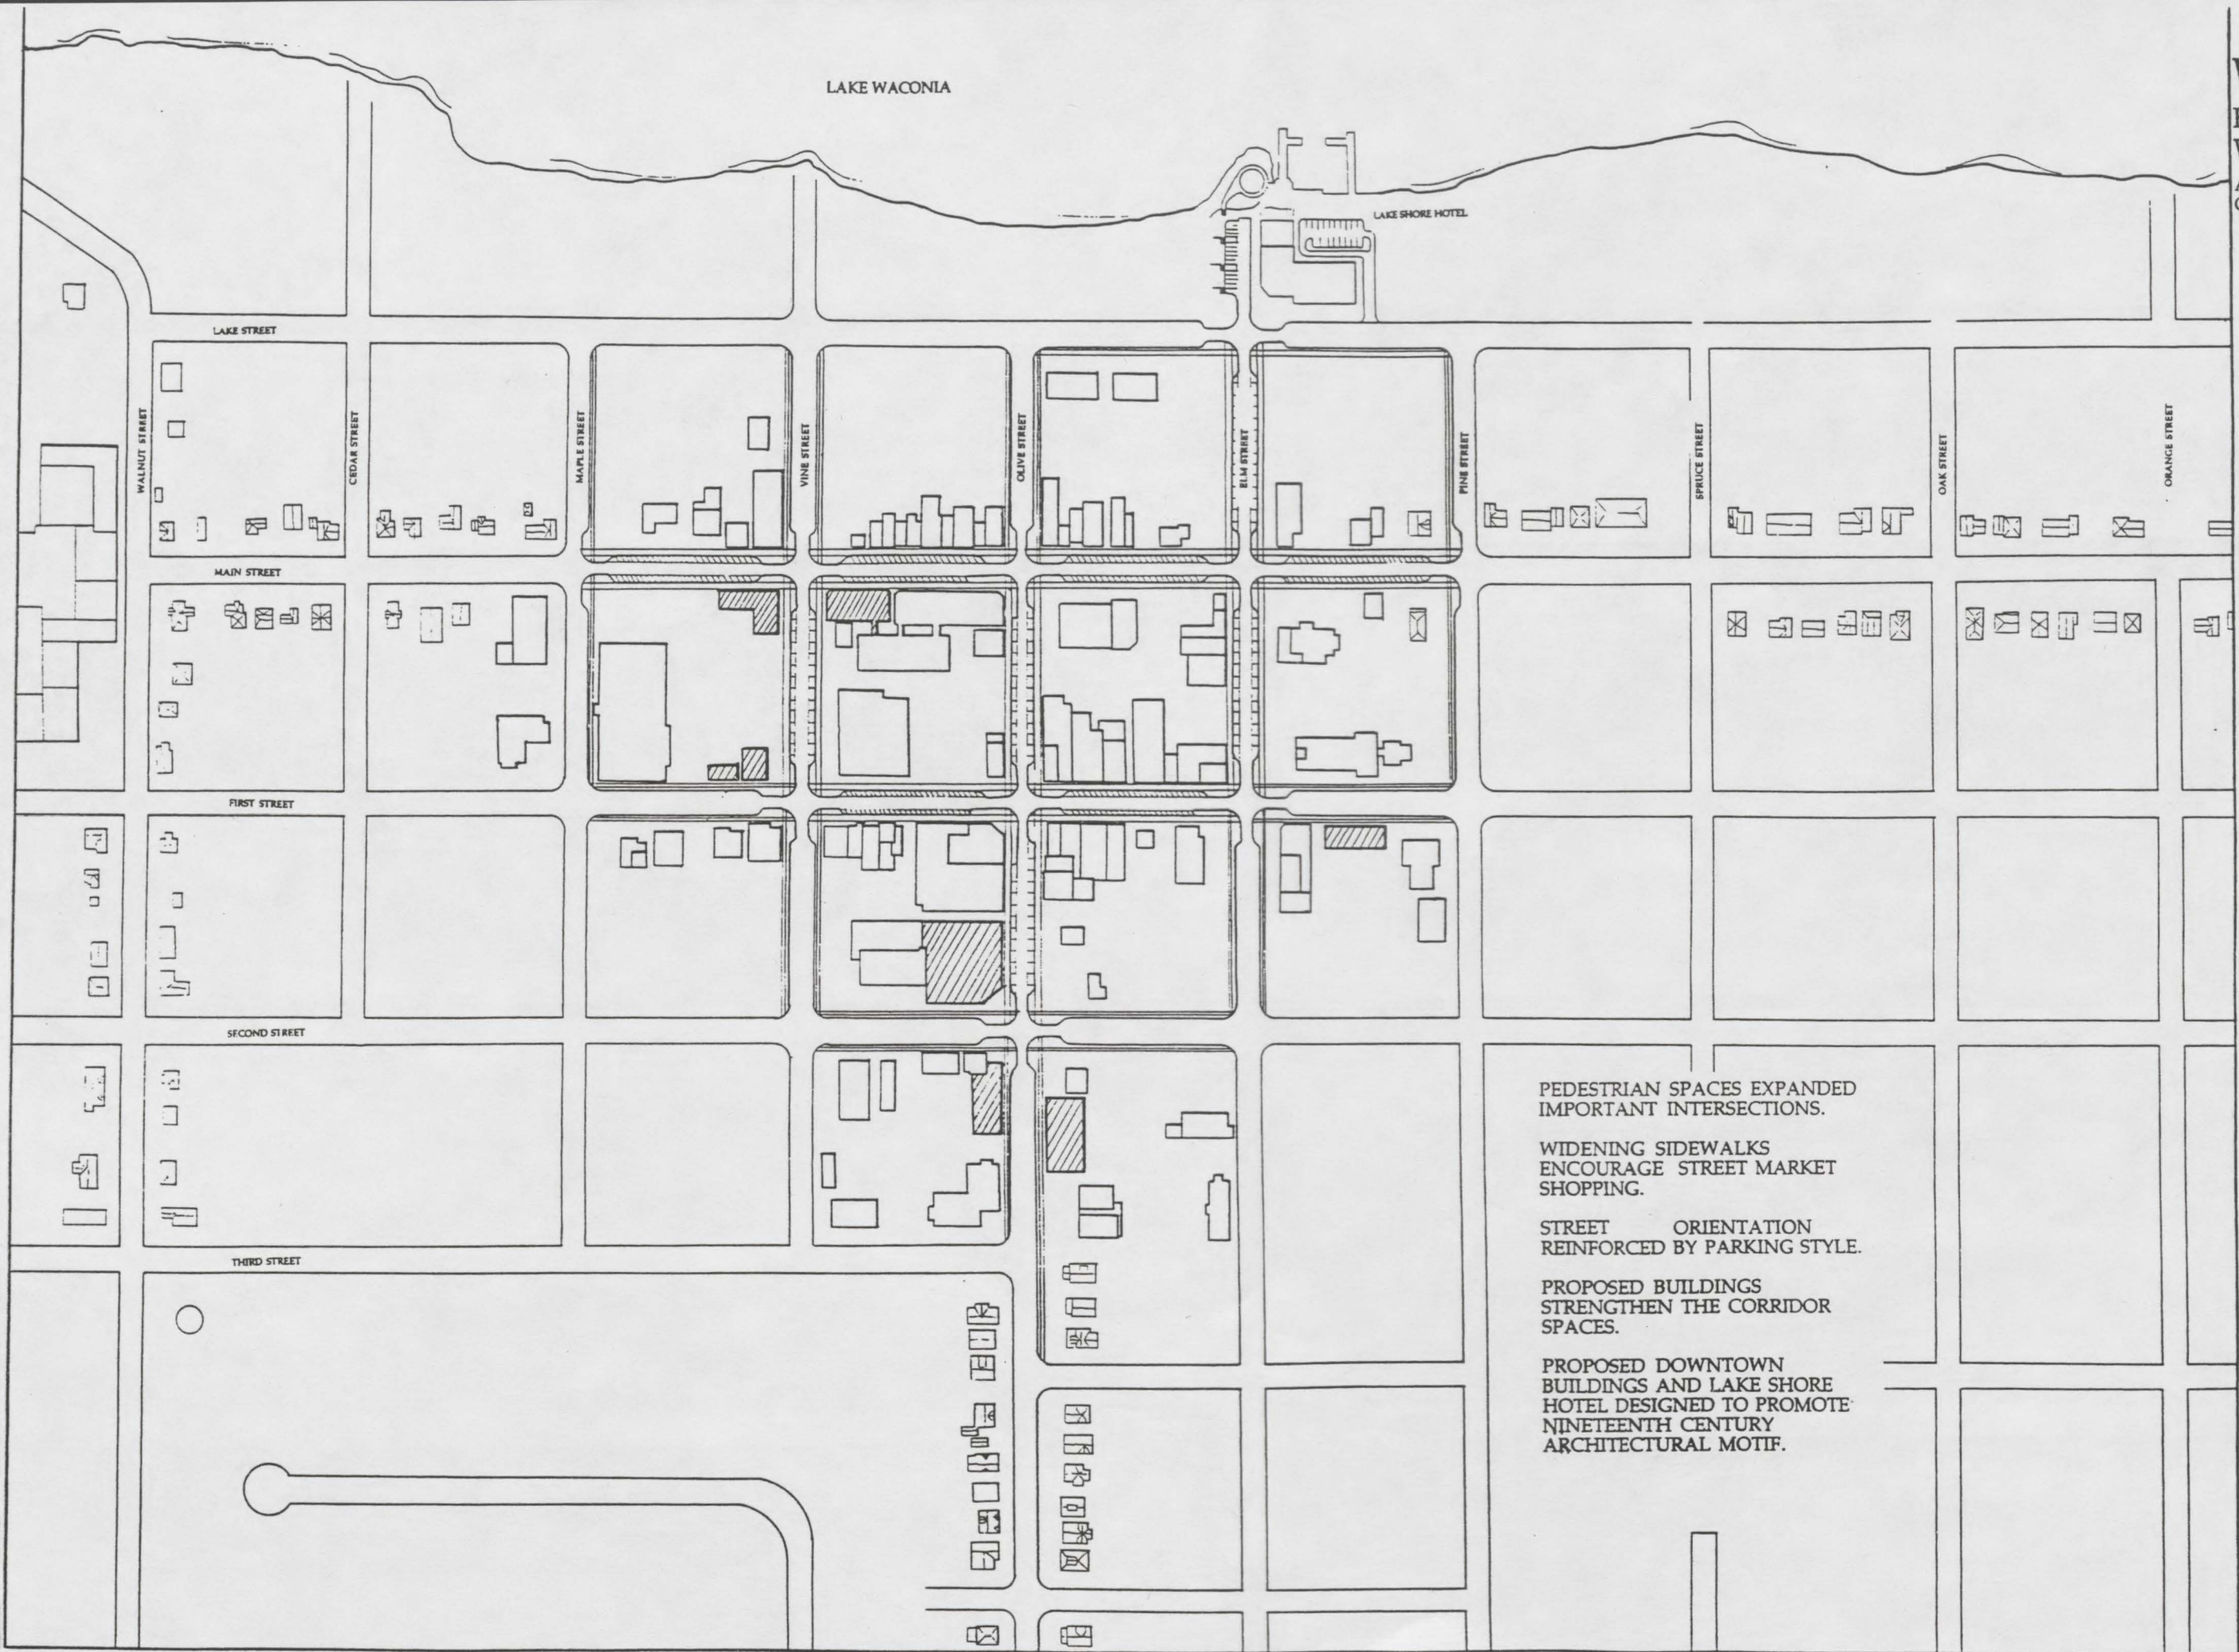 LAKE WACONIA
LAKE SHORE HOTEL
LAKE STREET
WALNUT STREET
CEDAR STREET
MAPLE STREET
VINE STREET
OLIVE STREET
ELM STREET
PINE STREET
SPRUCE STREET
OAK STREET
ORANGE STREET
MAIN STREET
FIRST STREET
SECOND STREET
THIRD STREET
PEDESTRIAN SPACES EXPANDED
IMPORTANT INTERSECTIONS.
WIDENING SIDEWALKS
ENCOURAGE STREET MARKET
SHOPPING.
STREET ORIENTATION
REINFORCED BY PARKING STYLE.
PROPOSED BUILDINGS
STRENGTHEN THE CORRIDOR
SPACES.
PROPOSED DOWNTOWN
BUILDINGS AND LAKE SHORE
HOTEL DESIGNED TO PROMOTE
NINETEENTH CENTURY
ARCHITECTURAL MOTIF.